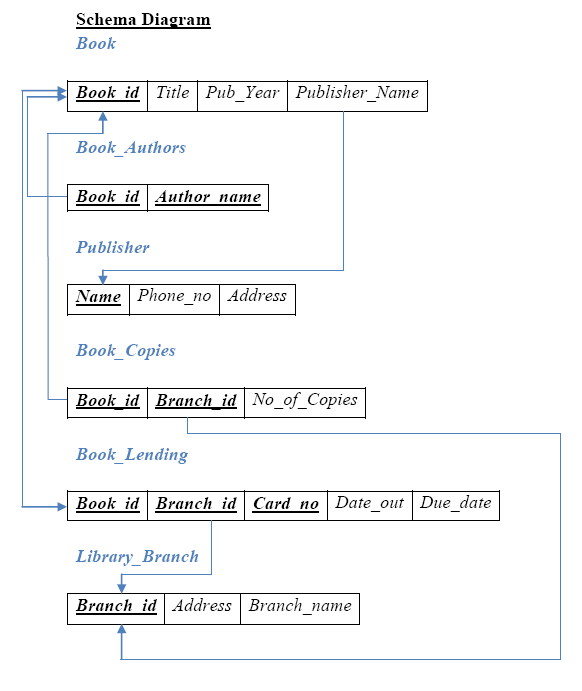 Schema Diagram
Book
Book_id Title Pub_Year Publisher_Name
Book_Authors
Book_id Author_name
Publisher
Name Phone_no Address
Book_Copies
Book_id Branch_id No_of_Copies
Book_Lending
Book_id Branch_id Card_no Date_out Due_date
Library_Branch
Branch_id Address Branch_name